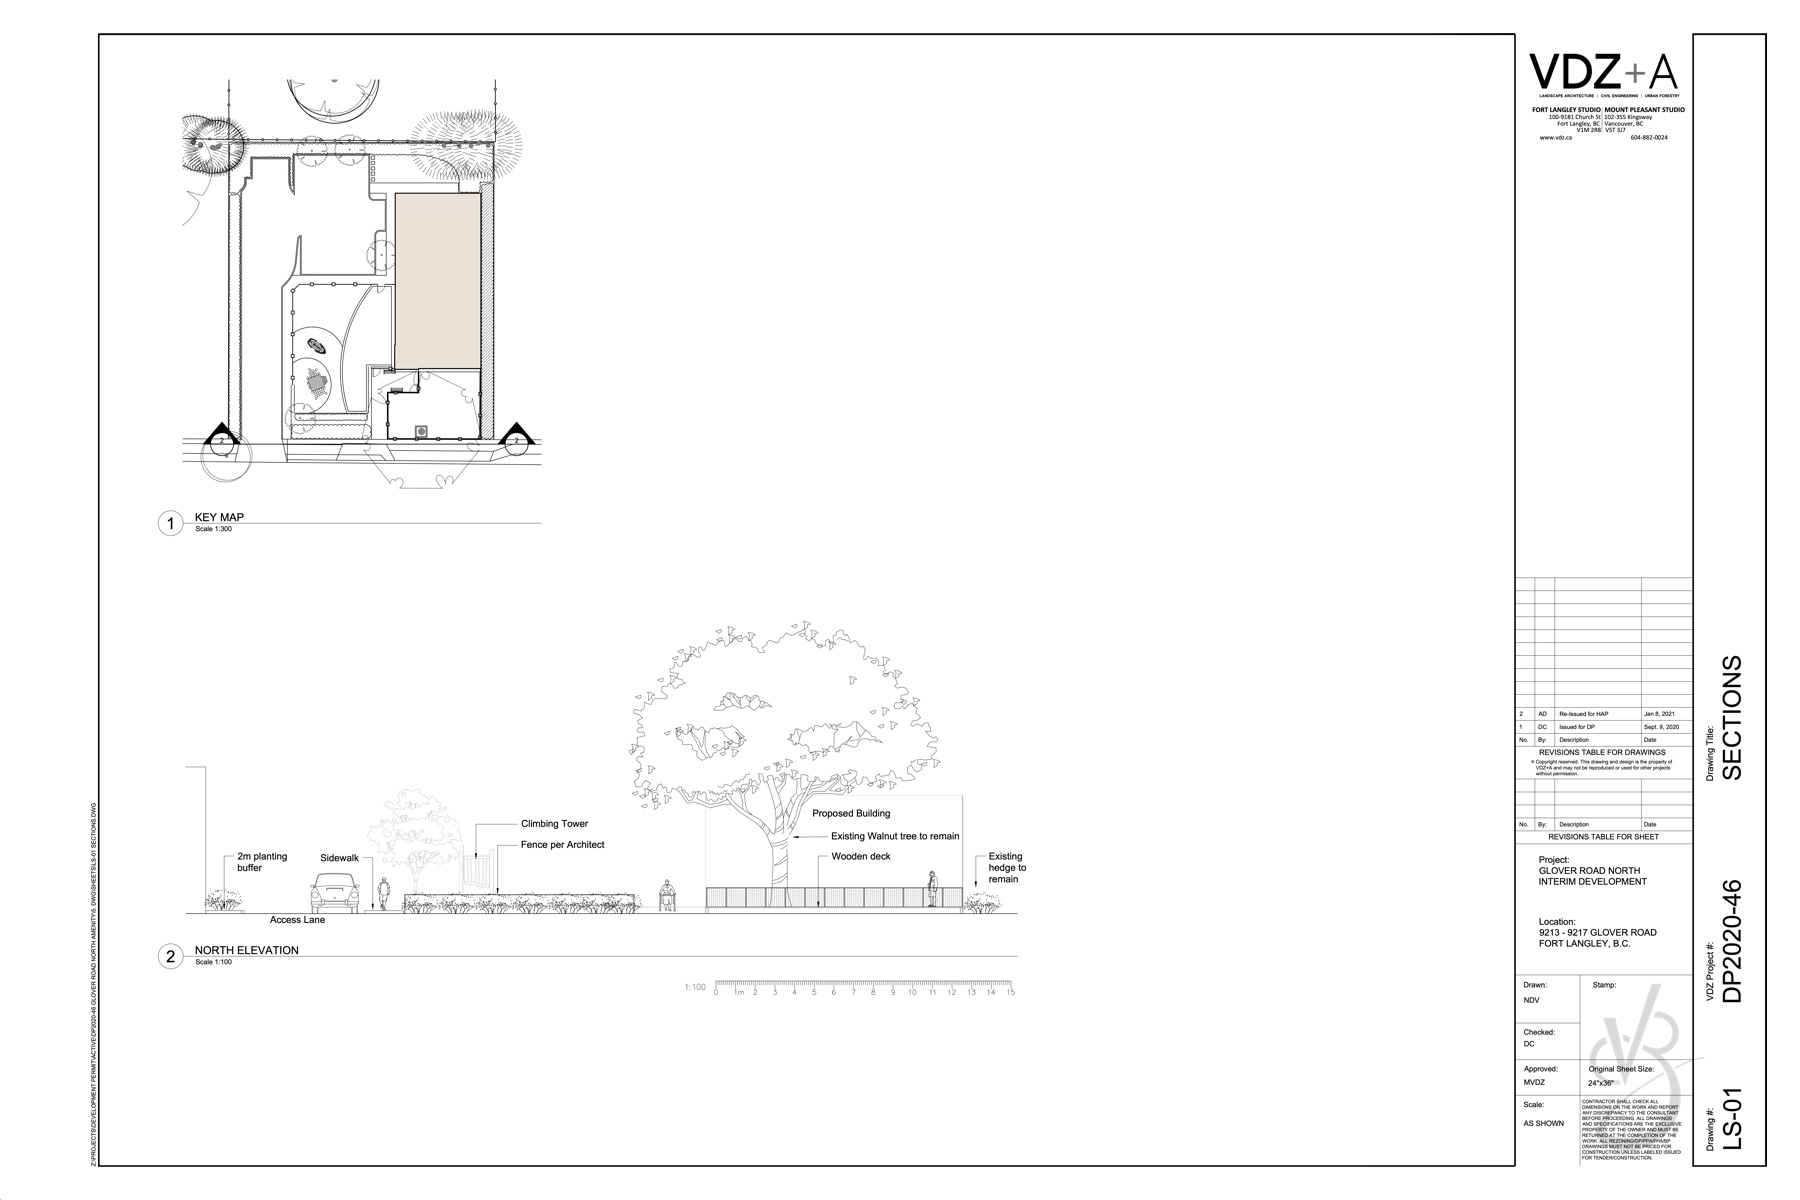 2
2
1
KEY MAP
Scale 1:300
2m planting
buffer
Sidewalk
Access Lane
Climbing Tower
Fence per Architect
Proposed Building
Existing Walnut tree to remain
Wooden deck
Existing
hedge to
remain
2
NORTH ELEVATION
Scale 1:100
1:100
0 1m 2 3 4 5 6 7 8 9 10 11 12 13 14 15
Z:\PROJECTS\DEVELOPMENT PERMIT\ACTIVE\DP2020-46 GLOVER ROAD NORTH AMENITY\5. DWG\SHEETS\LS-01 SECTIONS.DWG
VDZ+A
LANDSCAPE ARCHITECTURE | CIVIL ENGINEERING | URBAN FORESTRY
FORT LANGLEY STUDIO MOUNT PLEASANT STUDIO
100-9181 Church St 102-355 Kingsway
Fort Langley, BC Vancouver, BC
V1M 2R8 V5T 3J7
www.vdz.ca 604-882-0024
2 AD Re-Issued for HAP Jan 8, 2021
1 DC Issued for DP Sept. 9, 2020
No. By: Description Date
REVISIONS TABLE FOR DRAWINGS
© Copyright reserved. This drawing and design is the property of
VDZ+A and may not be reproduced or used for other projects
without permission.
No. By: Description Date
REVISIONS TABLE FOR SHEET
Project:
GLOVER ROAD NORTH
INTERIM DEVELOPMENT
Location:
9213 - 9217 GLOVER ROAD
FORT LANGLEY, B.C.
Drawn:
NDV
Stamp:
Checked:
DC
Approved:
MVDZ
Original Sheet Size:
24"x36"
Scale:
AS SHOWN
CONTRACTOR SHALL CHECK ALL
DIMENSIONS ON THE WORK AND REPORT
ANY DISCREPANCY TO THE CONSULTANT
BEFORE PROCEEDING. ALL DRAWINGS
AND SPECIFICATIONS ARE THE EXCLUSIVE
PROPERTY OF THE OWNER AND MUST BE
RETURNED AT THE COMPLETION OF THE
WORK. ALL REZONING/DP/PPA/FHA/BP
DRAWINGS MUST NOT BE PRICED FOR
CONSTRUCTION UNLESS LABELED ISSUED
FOR TENDER/CONSTRUCTION.
Drawing Title:
SECTIONS
VDZ Project #:
DP2020-46
Drawing #:
LS-01